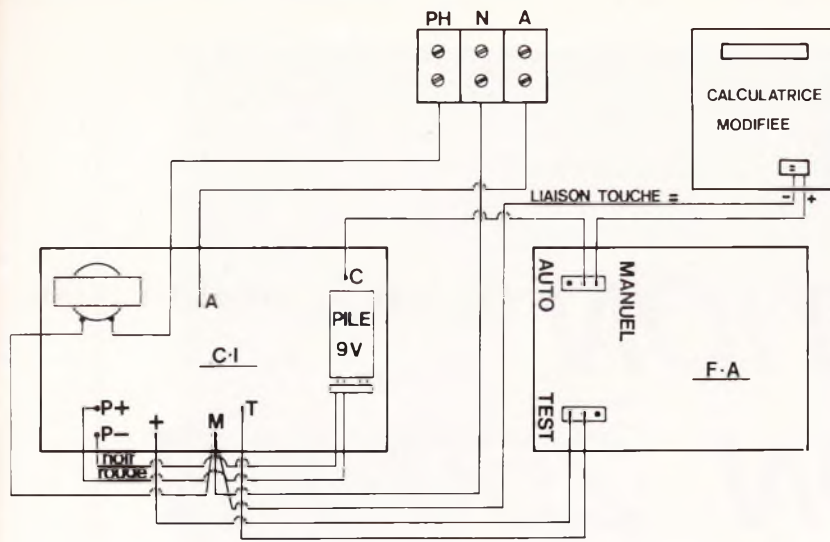 PH N A
CALCULATRICE
MODIFIEE
=
- +
LIAISON TOUCHE =
A
C
PILE
9V
C·I
P+
P-
+
M
T
noir
rouge
AUTO
MANUEL
TEST
F·A